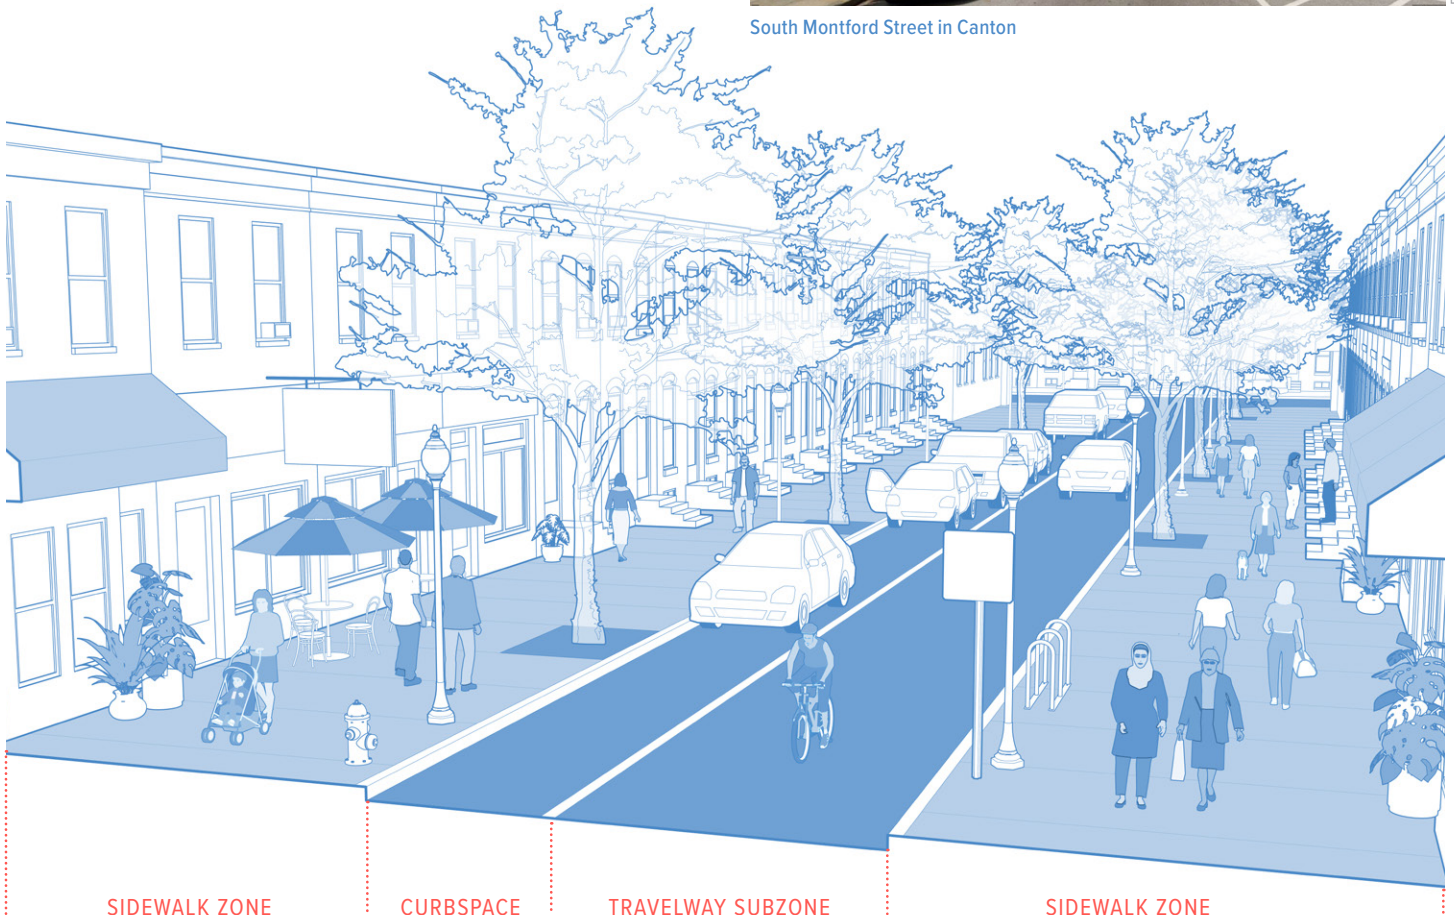 South Montford Street in Canton
SIDEWALK ZONE
CURBSPACE
TRAVELWAY SUBZONE
SIDEWALK ZONE